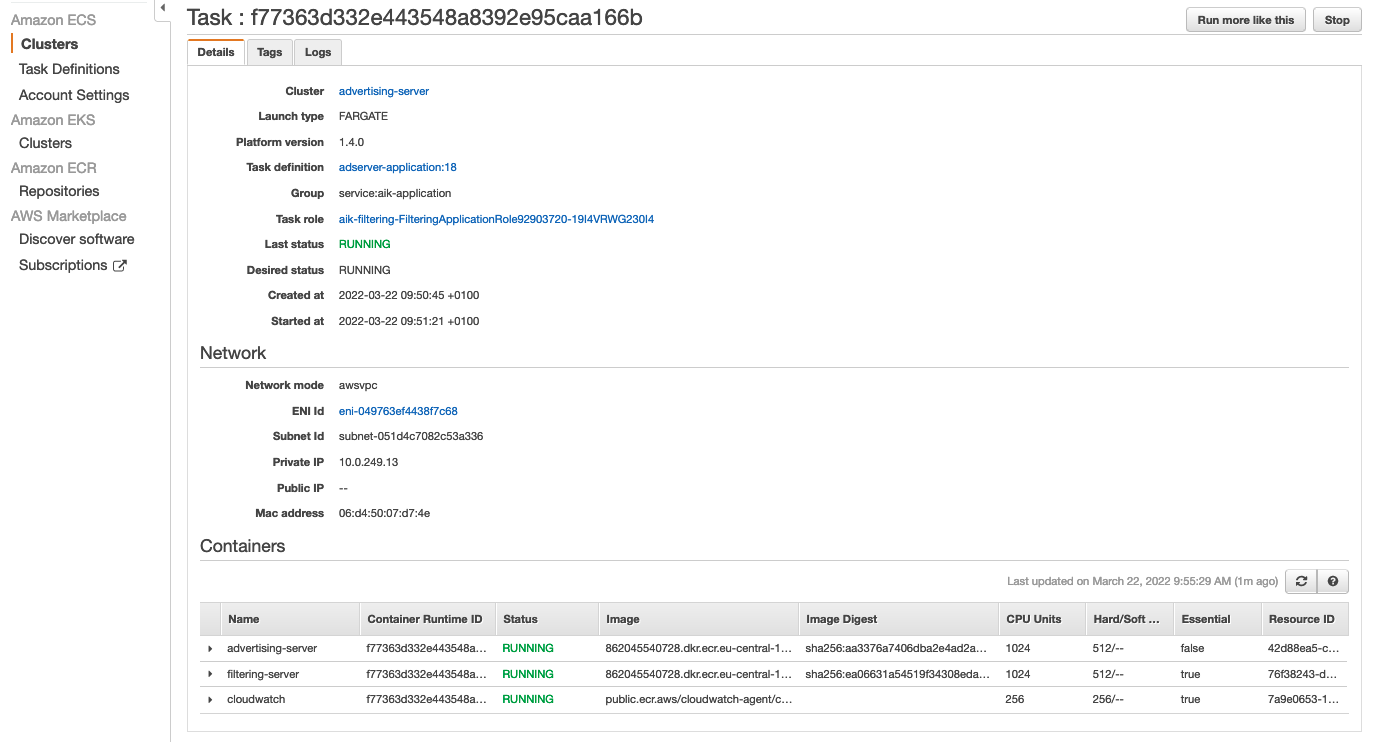 Amazon ECS
Clusters
Task Definitions
Account Settings
Amazon EKS
Clusters
Amazon ECR
Repositories
AWS Marketplace
Discover software
Subscriptions
Task : f77363d332e443548a8392e95caa166b
Run more like this Stop
Details Tags Logs
Cluster advertising-server
Launch type FARGATE
Platform version 1.4.0
Task definition adserver-application:18
Group service:aik-application
Task role aik-filtering-FilteringApplicationRole92903720-19I4VRWG230I4
Last status RUNNING
Desired status RUNNING
Created at 2022-03-22 09:50:45 +0100
Started at 2022-03-22 09:51:21 +0100
Network
Network mode awsvpc
ENI Id eni-049763ef4438f7c68
Subnet Id subnet-051d4c7082c53a336
Private IP 10.0.249.13
Public IP --
Mac address 06:d4:50:07:d7:4e
Containers
Last updated on March 22, 2022 9:55:29 AM (1m ago)
Name Container Runtime ID Status Image Image Digest CPU Units Hard/Soft ... Essential Resource ID
advertising-server f77363d332e443548a... RUNNING 862045540728.dkr.ecr.eu-central-1... sha256:aa3376a7406dba2e4ad2a... 1024 512/-- false 42d88ea5-c...
filtering-server f77363d332e443548a... RUNNING 862045540728.dkr.ecr.eu-central-1... sha256:ea06631a54519f34308eda... 1024 512/-- true 76f38243-d...
cloudwatch f77363d332e443548a... RUNNING public.ecr.aws/cloudwatch-agent/c... 256 256/-- true 7a9e0653-1...